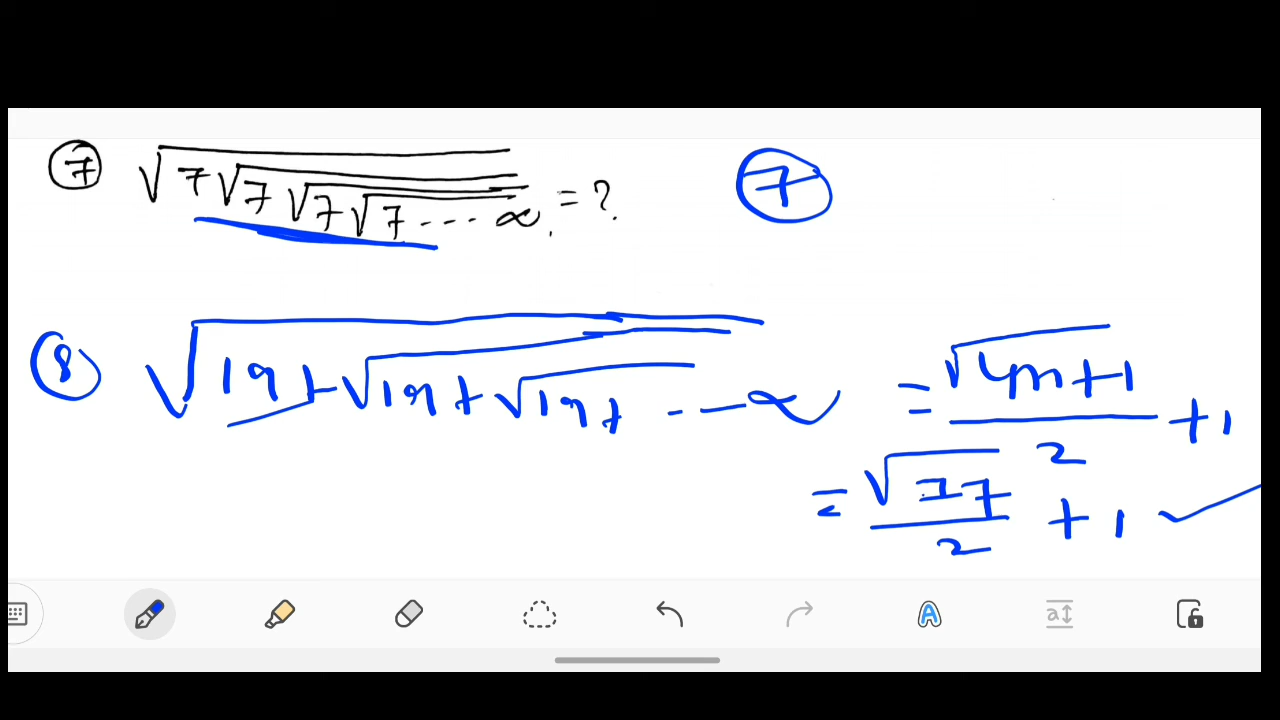 7 √7√7√7√7 ---- ∞ = ? 7
8 √19+√19+√19+ ---∞ = √4n+1 / 2 + 1
= √77 / 2 + 1